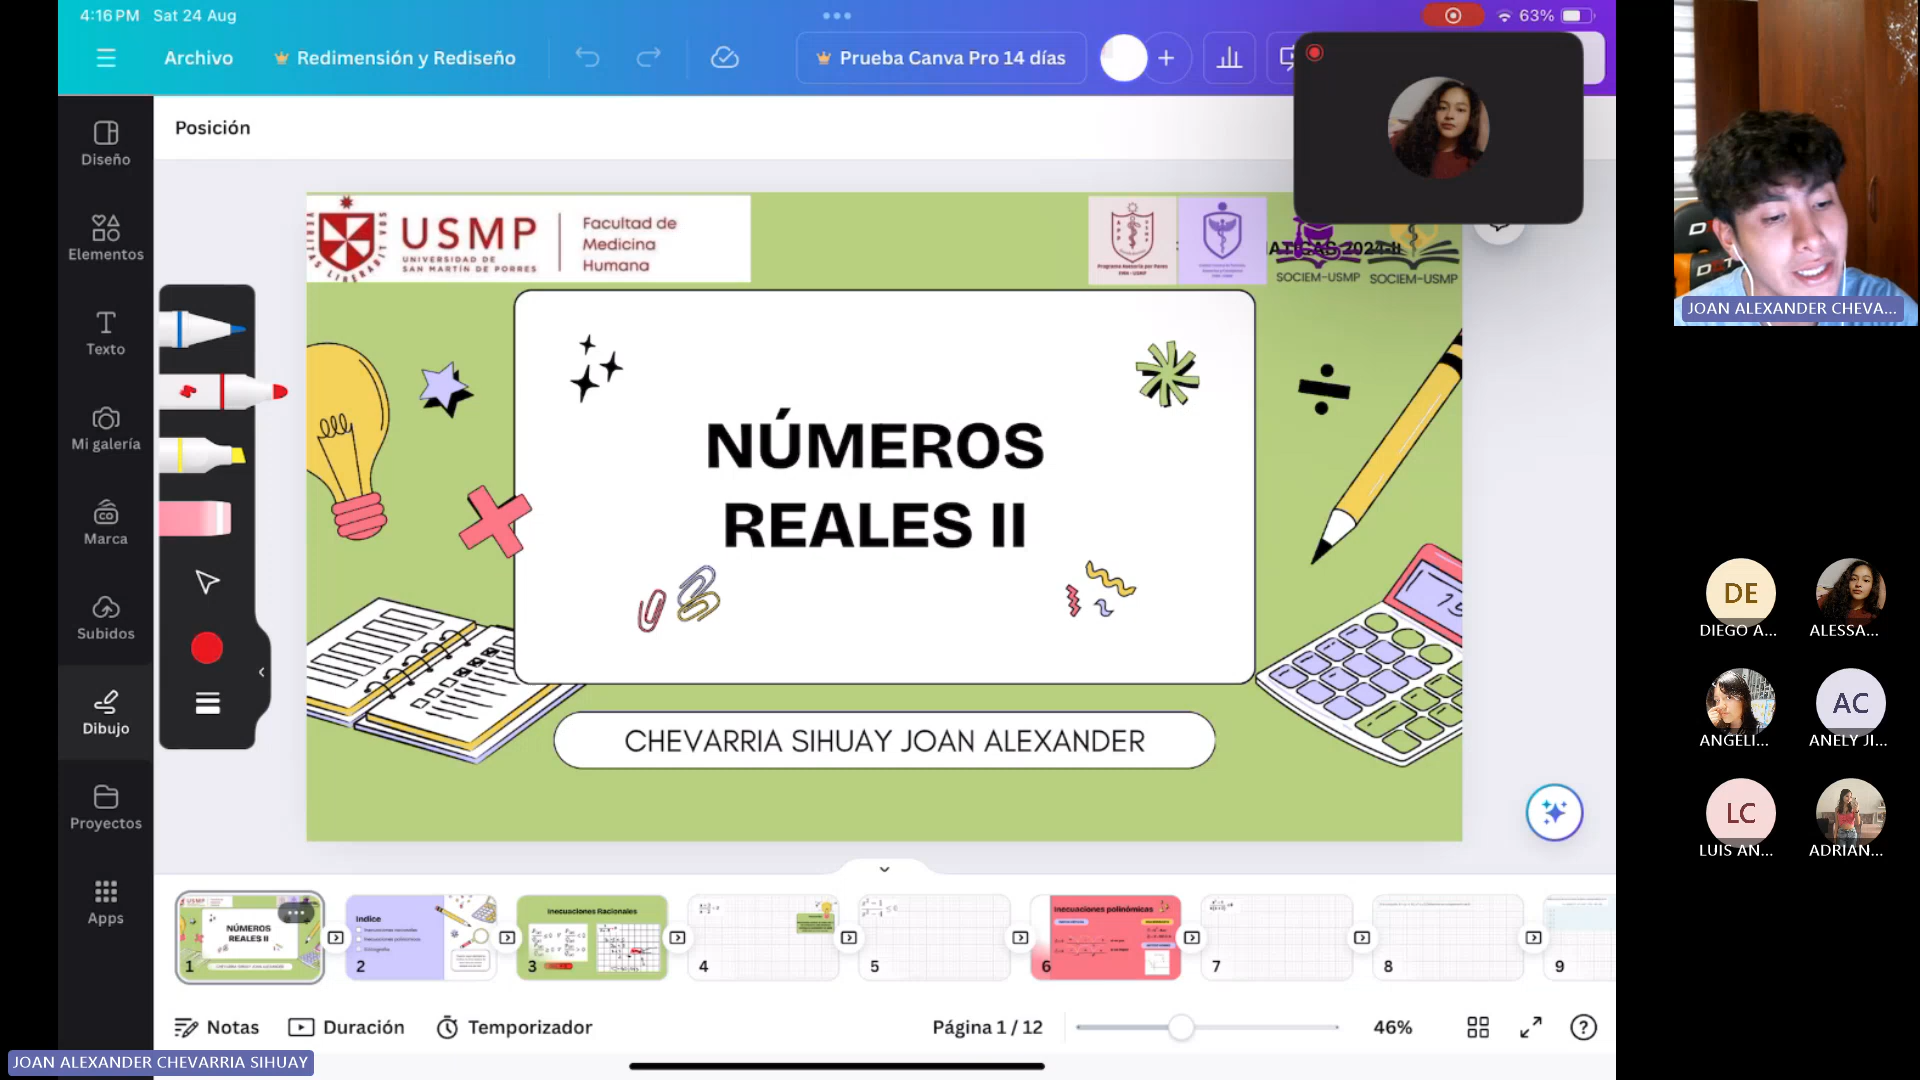 4:16 PM Sat 24 Aug
63%
Archivo
Redimensión y Rediseño
Prueba Canva Pro 14 días
Posición
Diseño
Elementos
Texto
Mi galería
Marca
Subidos
Dibujo
Proyectos
Apps
USMP
UNIVERSIDAD DE
SAN MARTÍN DE PORRES
Facultad de
Medicina
Humana
SOCIEM-USMP
SOCIEM-USMP
NÚMEROS
REALES II
CHEVARRIA SIHUAY JOAN ALEXANDER
NÚMEROS
REALES II
1
Indice
2
Inecuaciones Racionales
3
4
5
Inecuaciones polinómicas
6
7
8
9
Notas
Duración
Temporizador
Página 1 / 12
46%
JOAN ALEXANDER CHEVARRIA SIHUAY
JOAN ALEXANDER CHEVA...
DE
DIEGO A...
ALESSA...
ANGELI...
AC
ANELY JI...
LC
LUIS AN...
ADRIAN...